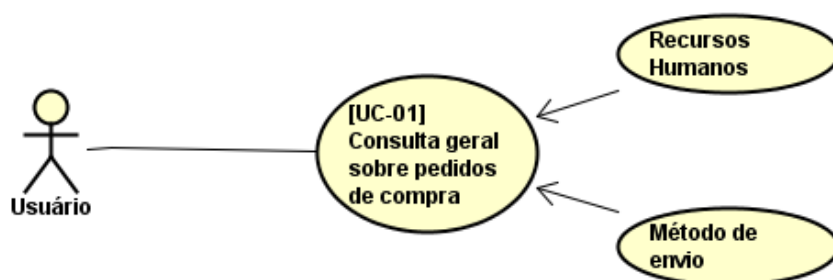 Usuário
[UC-01]
Consulta geral
sobre pedidos
de compra
Recursos
Humanos
Método de
envio